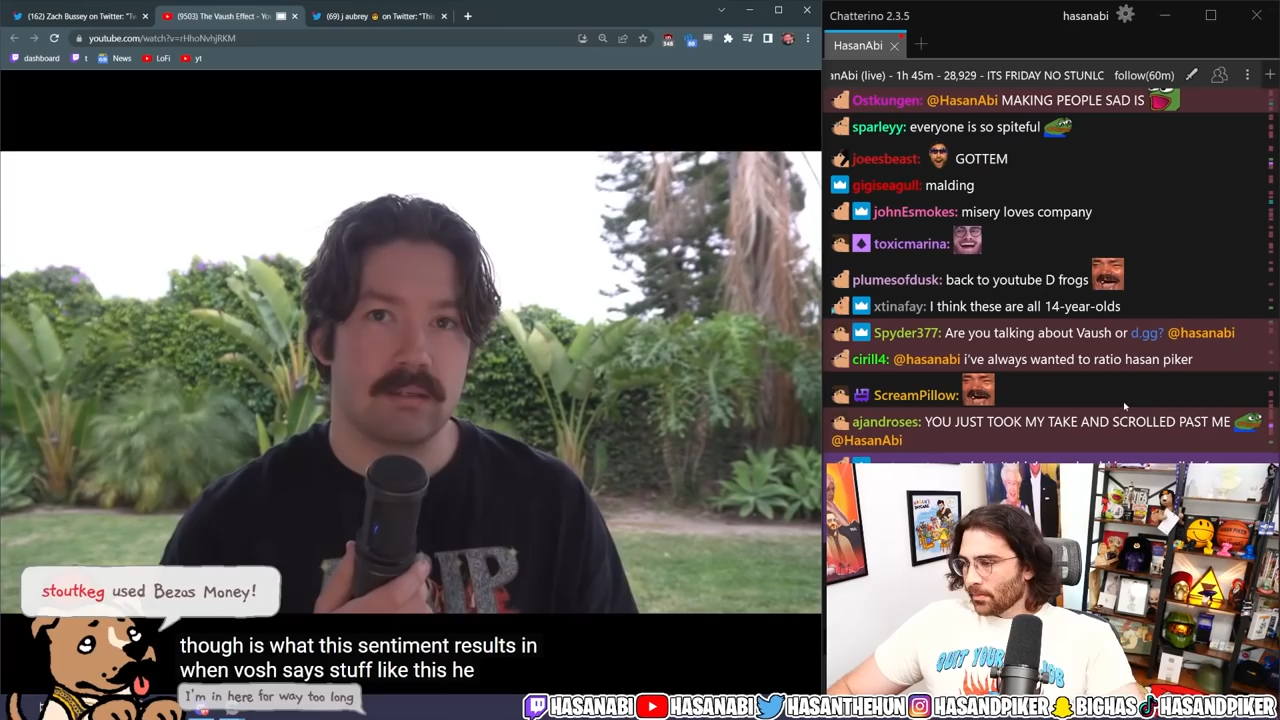 (162) Zach Bussey on Twitter: "Tw
(9503) The Vaush Effect - Yo
(69) j aubrey on Twitter: "This
youtube.com/watch?v=rHhoNvhjRKM
348
80
dashboard
t
News
LoFi
yt
Chatterino 2.3.5
hasanabi
HasanAbi
anAbi (live) - 1h 45m - 28,929 - ITS FRIDAY NO STUNLC
follow(60m)
Ostkungen: @HasanAbi MAKING PEOPLE SAD IS
sparleyy: everyone is so spiteful
joeesbeast: GOTTEM
gigiseagull: malding
johnEsmokes: misery loves company
toxicmarina:
plumesofdusk: back to youtube D frogs
xtinafay: I think these are all 14-year-olds
Spyder377: Are you talking about Vaush or d.gg? @hasanabi
cirill4: @hasanabi i've always wanted to ratio hasan piker
ScreamPillow:
ajandroses: YOU JUST TOOK MY TAKE AND SCROLLED PAST ME
@HasanAbi
stoutkeg used Bezos Money!
though is what this sentiment results in
when vosh says stuff like this he
I'm in here for way too long
QUIT YOUR
HASANABI
HASANABI
HASANTHEHUN
HASANDPIKER
BIGHAS
HASANDPIKER